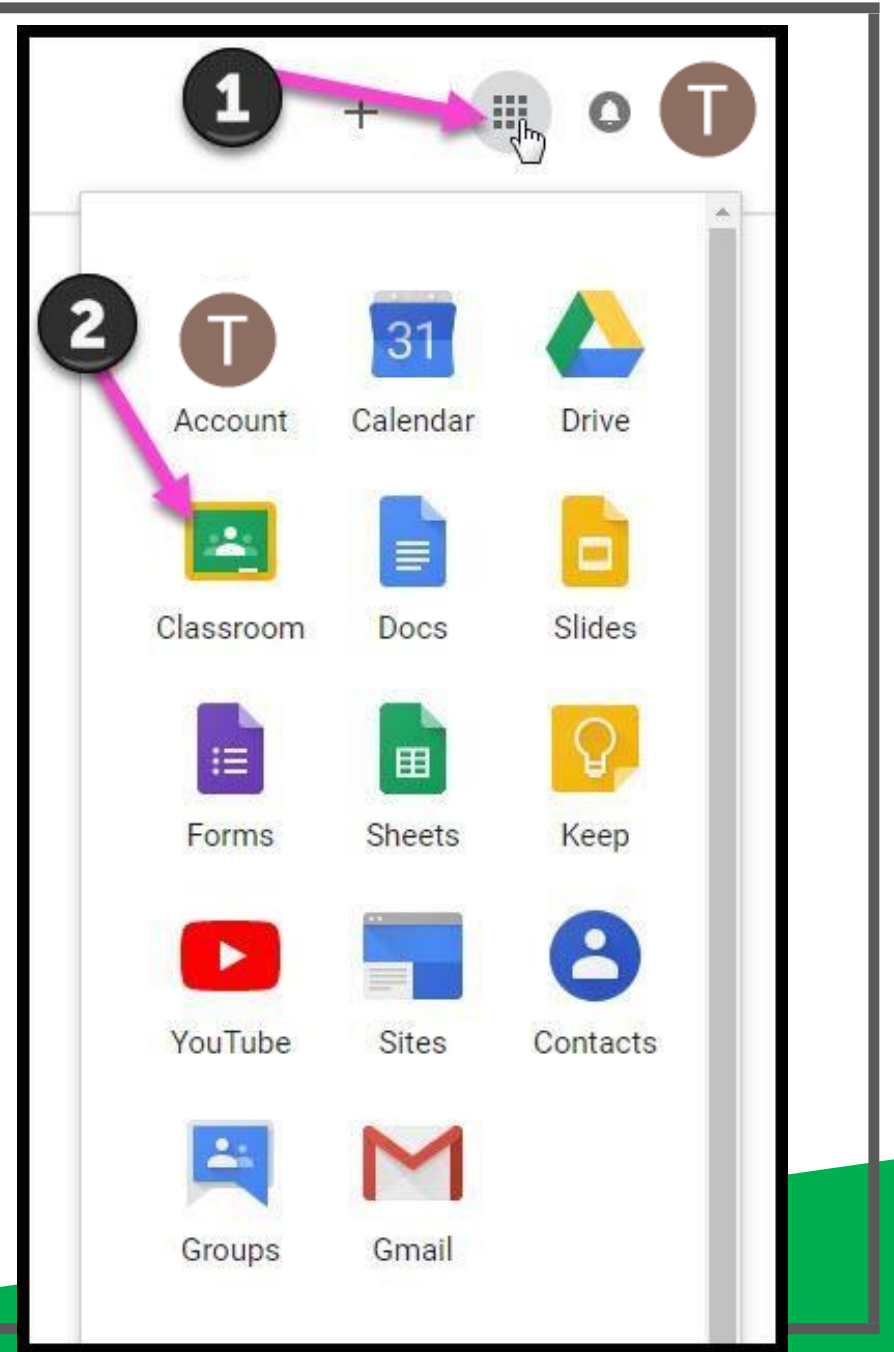 1
T
2
T 31
Account Calendar Drive
Classroom Docs Slides
Forms Sheets Keep
YouTube Sites Contacts
Groups Gmail